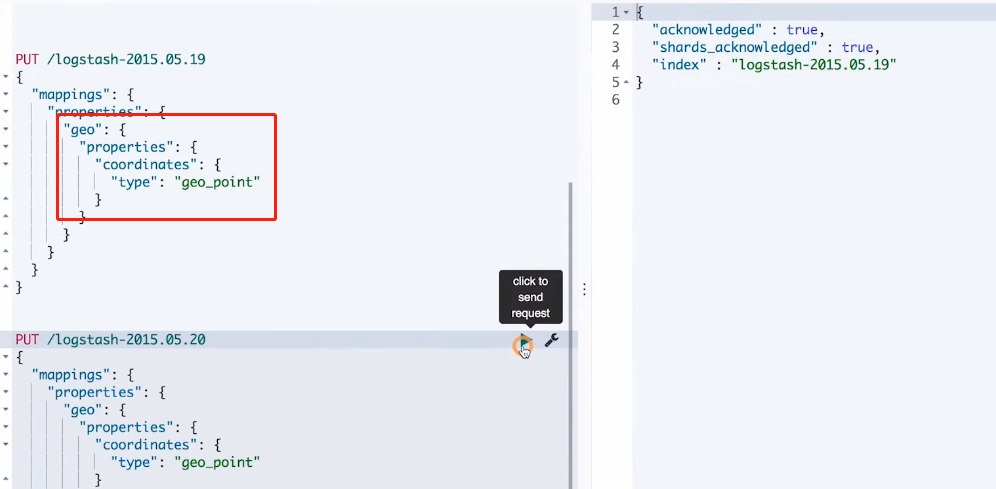 PUT /logstash-2015.05.19
{
"mappings": {
"properties": {
"geo": {
"properties": {
"coordinates": {
"type": "geo_point"
}
}
}
}
}
}
click to
send
request
PUT /logstash-2015.05.20
{
"mappings": {
"properties": {
"geo": {
"properties": {
"coordinates": {
"type": "geo_point"
}
1 {
2 "acknowledged" : true,
3 "shards_acknowledged" : true,
4 "index" : "logstash-2015.05.19"
5 }
6